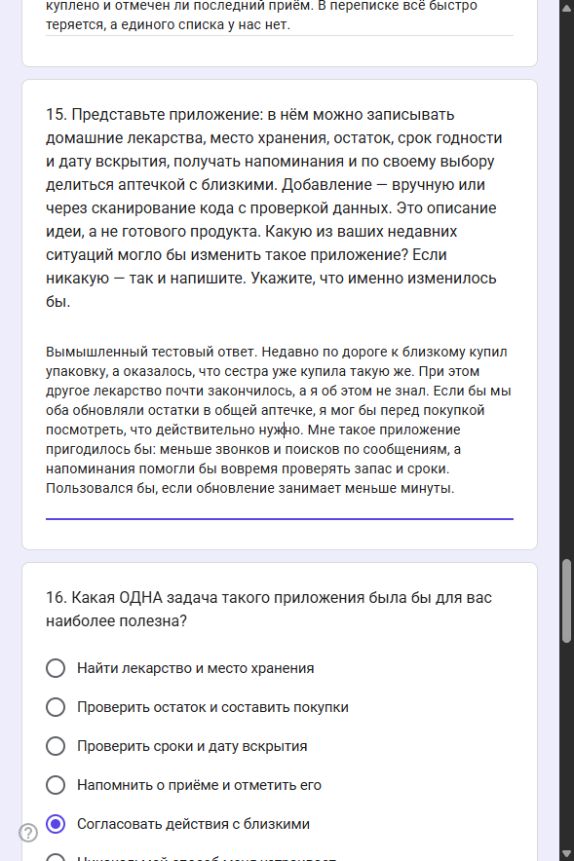 куплено и отмечен ли последний приём. В переписке всё быстро
теряется, а единого списка у нас нет.
15. Представьте приложение: в нём можно записывать
домашние лекарства, место хранения, остаток, срок годности
и дату вскрытия, получать напоминания и по своему выбору
делиться аптечкой с близкими. Добавление — вручную или
через сканирование кода с проверкой данных. Это описание
идеи, а не готового продукта. Какую из ваших недавних
ситуаций могло бы изменить такое приложение? Если
никакую — так и напишите. Укажите, что именно изменилось
бы.
Вымышленный тестовый ответ. Недавно по дороге к близкому купил
упаковку, а оказалось, что сестра уже купила такую же. При этом
другое лекарство почти закончилось, а я об этом не знал. Если бы мы
оба обновляли остатки в общей аптечке, я мог бы перед покупкой
посмотреть, что действительно нужно. Мне такое приложение
пригодилось бы: меньше звонков и поисков по сообщениям, а
напоминания помогли бы вовремя проверять запас и сроки.
Пользовался бы, если обновление занимает меньше минуты.
16. Какая ОДНА задача такого приложения была бы для вас
наиболее полезна?
Найти лекарство и место хранения
Проверить остаток и составить покупки
Проверить сроки и дату вскрытия
Напомнить о приёме и отметить его
Согласовать действия с близкими
?